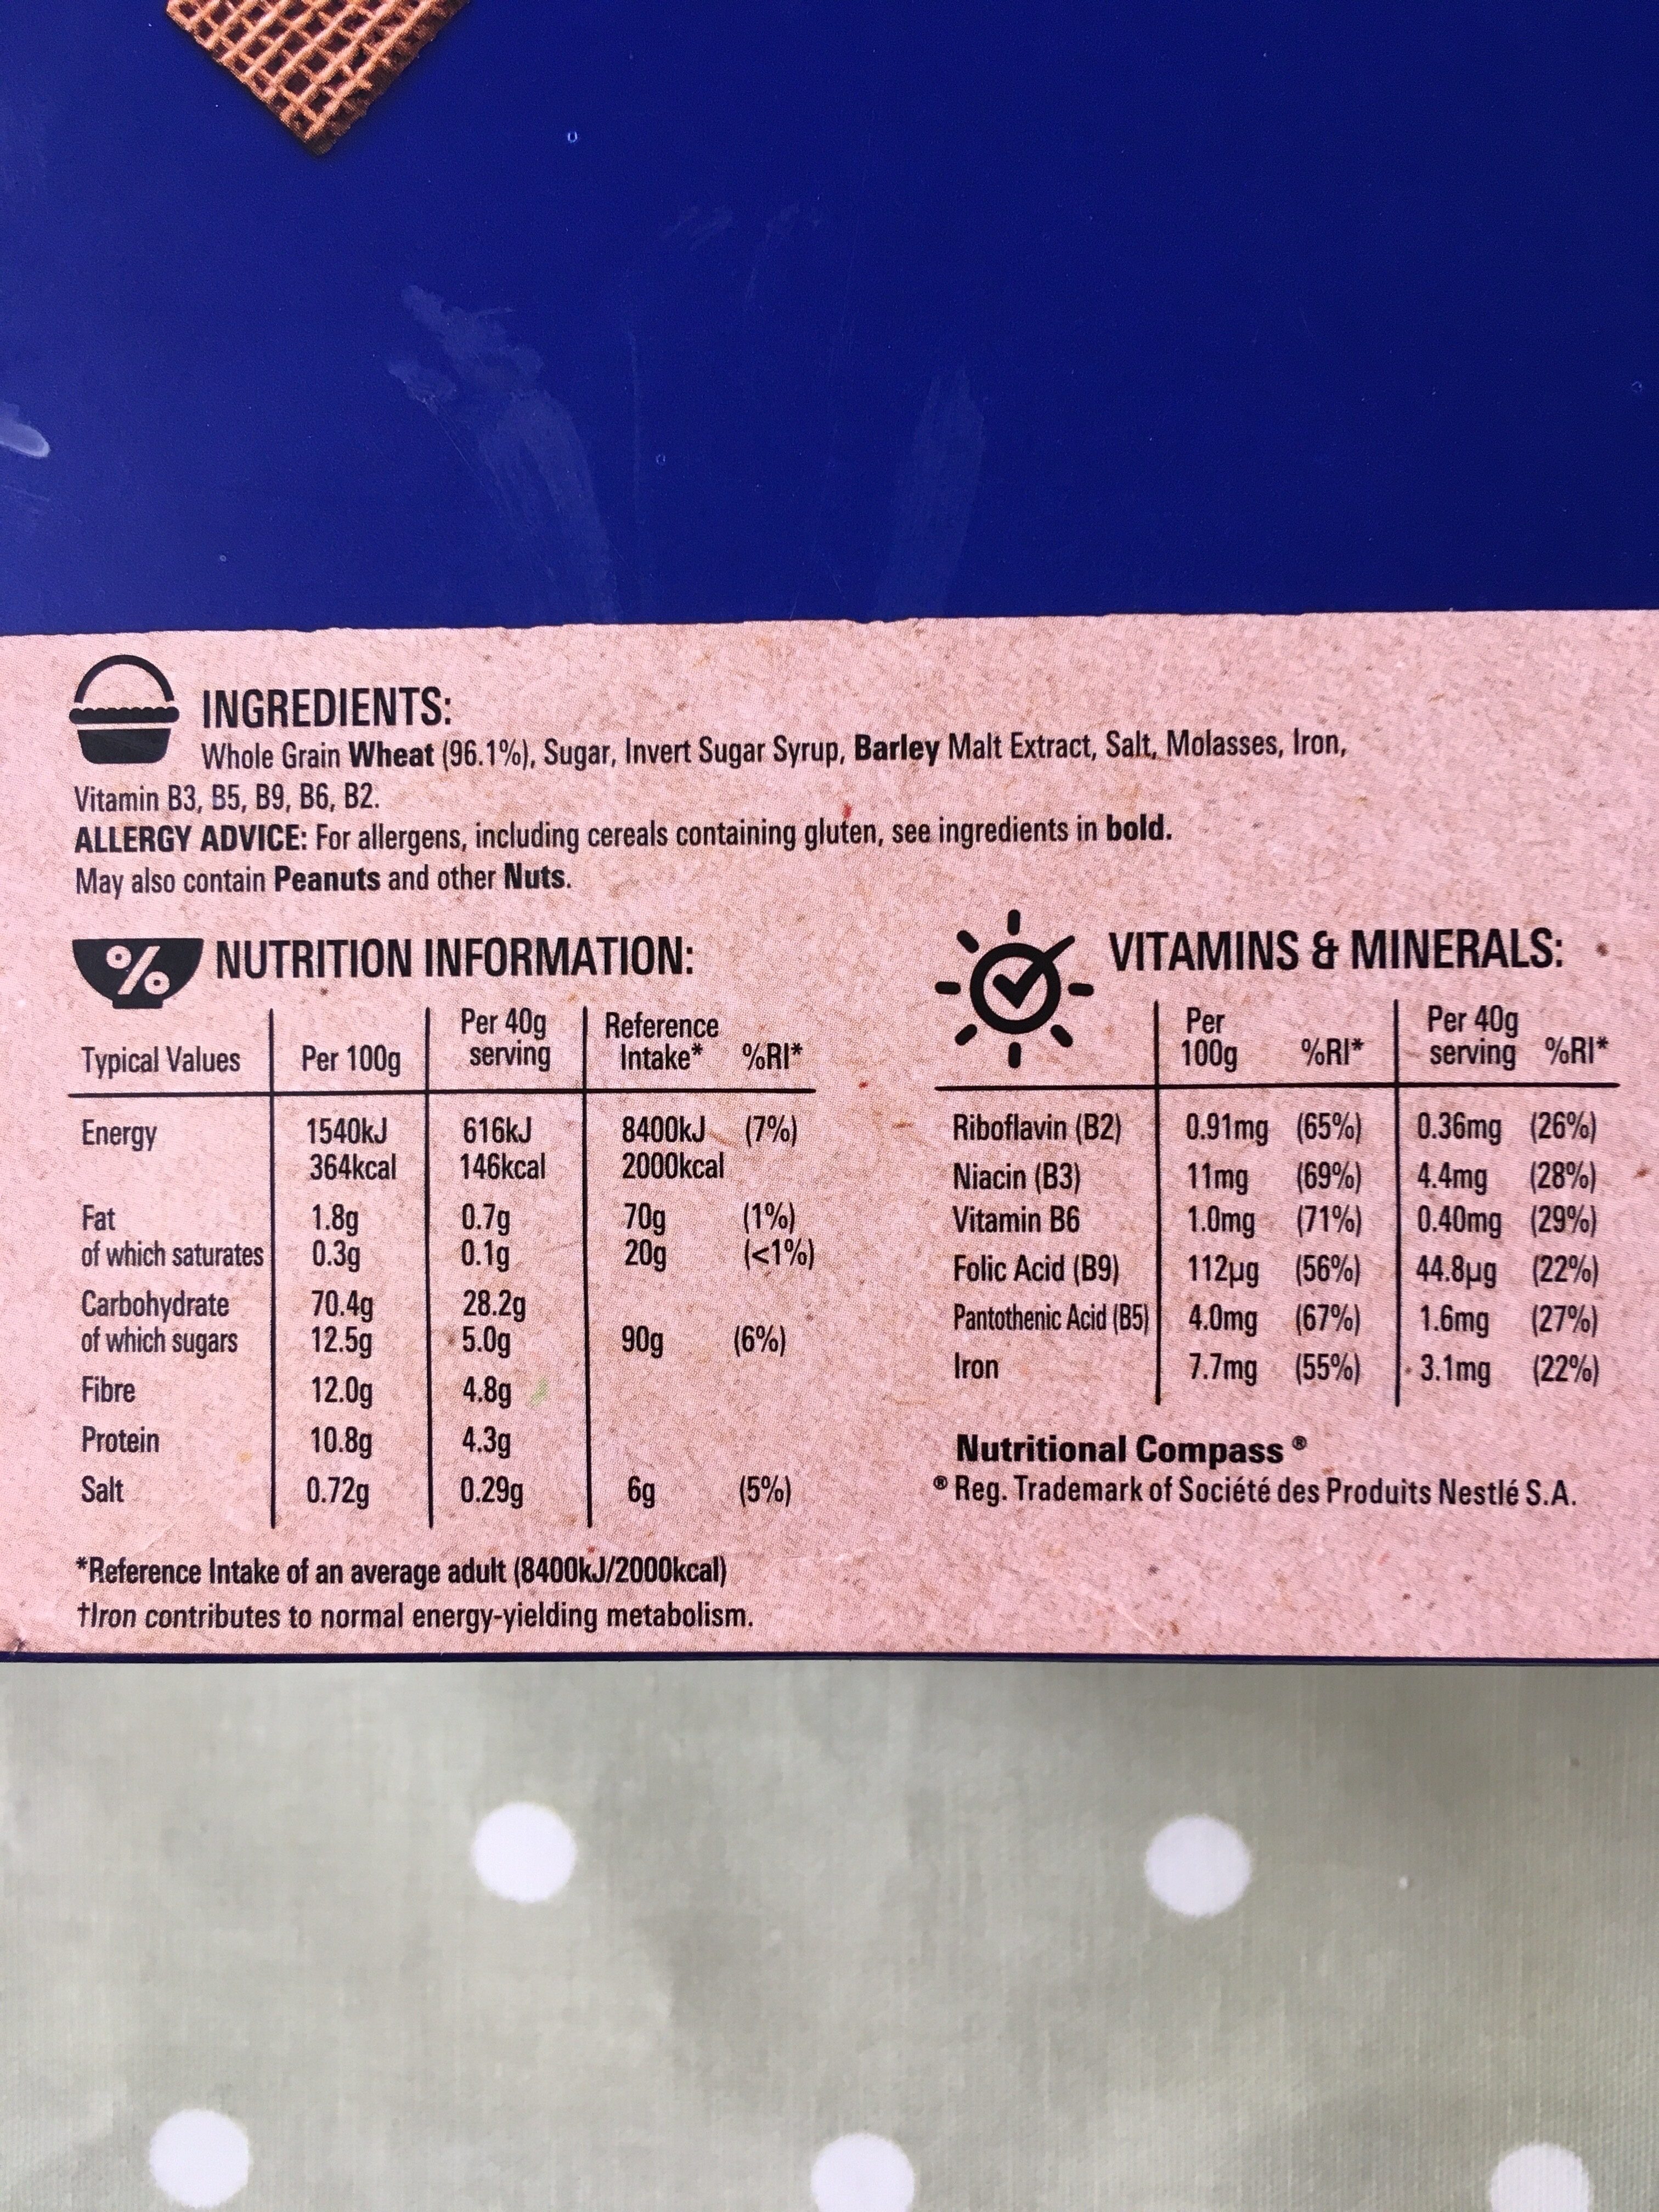 INGREDIENTS:
Whole Grain Wheat (96.1%), Sugar, Invert Sugar Syrup, Barley Malt Extract, Salt, Molasses, Iron,
Vitamin B3, B5, B9, B6, B2.
ALLERGY ADVICE: For allergens, including cereals containing gluten, see ingredients in bold.
May also contain Peanuts and other Nuts.
% NUTRITION INFORMATION:
Typical Values Per 100g Per 40g serving Reference Intake* %RI*
Energy 1540kJ 616kJ 8400kJ (7%)
364kcal 146kcal 2000kcal
Fat 1.8g 0.7g 70g (1%)
of which saturates 0.3g 0.1g 20g (<1%)
Carbohydrate 70.4g 28.2g
of which sugars 12.5g 5.0g 90g (6%)
Fibre 12.0g 4.8g
Protein 10.8g 4.3g
Salt 0.72g 0.29g 6g (5%)
*Reference Intake of an average adult (8400kJ/2000kcal)
†Iron contributes to normal energy-yielding metabolism.
VITAMINS & MINERALS:
Per 100g %RI* Per 40g serving %RI*
Riboflavin (B2) 0.91mg (65%) 0.36mg (26%)
Niacin (B3) 11mg (69%) 4.4mg (28%)
Vitamin B6 1.0mg (71%) 0.40mg (29%)
Folic Acid (B9) 112µg (56%) 44.8µg (22%)
Pantothenic Acid (B5) 4.0mg (67%) 1.6mg (27%)
Iron 7.7mg (55%) 3.1mg (22%)
Nutritional Compass ®
® Reg. Trademark of Société des Produits Nestlé S.A.